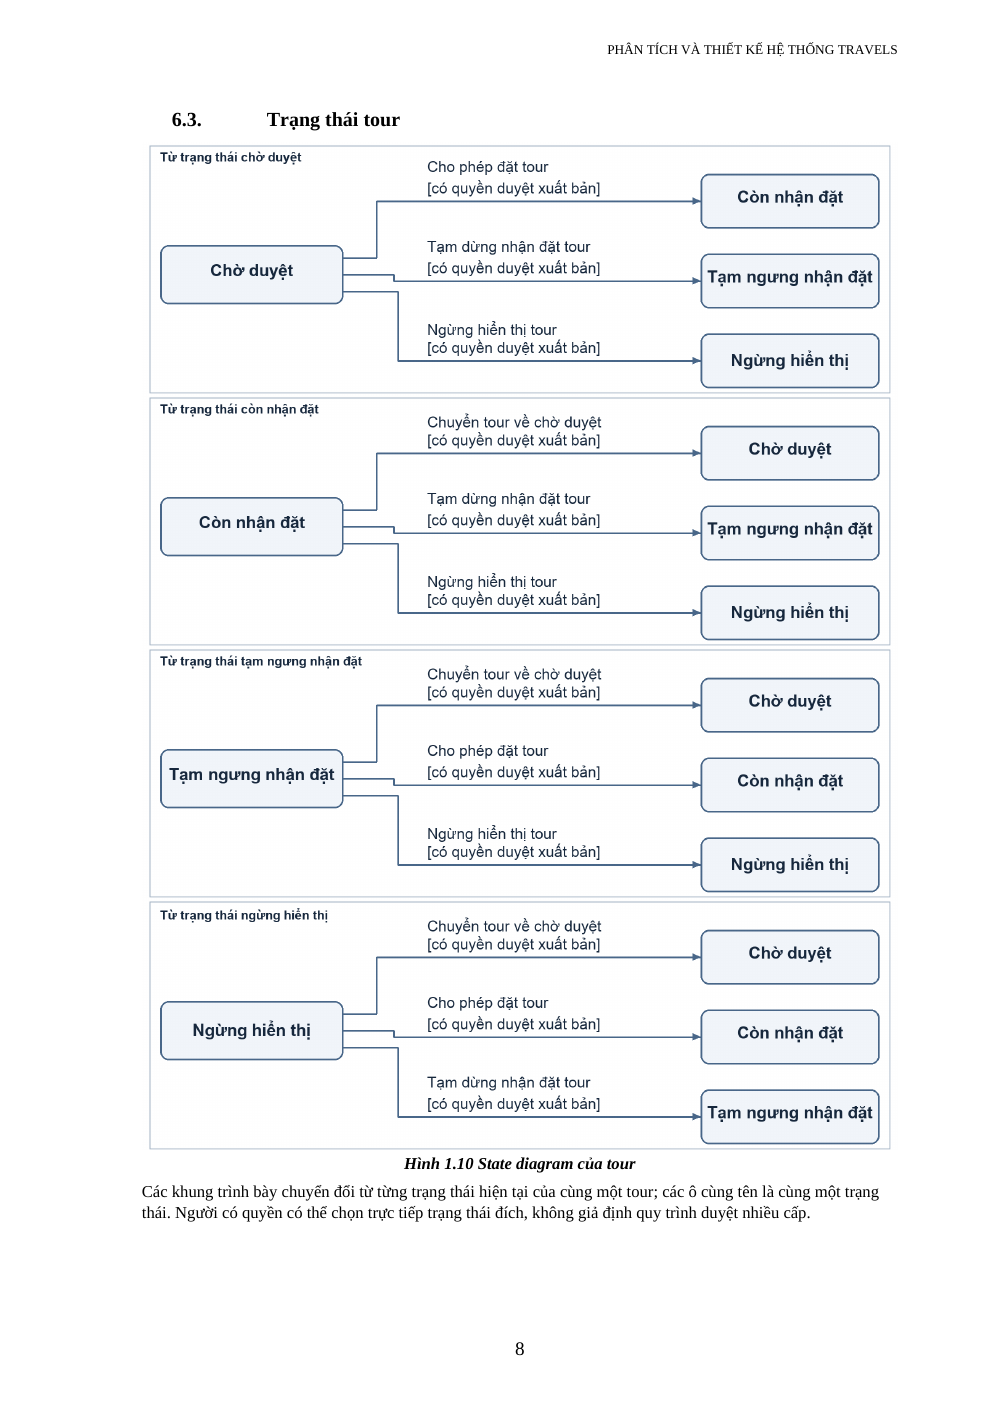 PHÂN TÍCH VÀ THIẾT KẾ HỆ THỐNG TRAVELS
6.3. Trạng thái tour
Từ trạng thái chờ duyệt
Chờ duyệt
Cho phép đặt tour
[có quyền duyệt xuất bản]
Còn nhận đặt
Tạm dừng nhận đặt tour
[có quyền duyệt xuất bản]
Tạm ngưng nhận đặt
Ngừng hiển thị tour
[có quyền duyệt xuất bản]
Ngừng hiển thị
Từ trạng thái còn nhận đặt
Còn nhận đặt
Chuyển tour về chờ duyệt
[có quyền duyệt xuất bản]
Chờ duyệt
Tạm dừng nhận đặt tour
[có quyền duyệt xuất bản]
Tạm ngưng nhận đặt
Ngừng hiển thị tour
[có quyền duyệt xuất bản]
Ngừng hiển thị
Từ trạng thái tạm ngưng nhận đặt
Tạm ngưng nhận đặt
Chuyển tour về chờ duyệt
[có quyền duyệt xuất bản]
Chờ duyệt
Cho phép đặt tour
[có quyền duyệt xuất bản]
Còn nhận đặt
Ngừng hiển thị tour
[có quyền duyệt xuất bản]
Ngừng hiển thị
Từ trạng thái ngừng hiển thị
Ngừng hiển thị
Chuyển tour về chờ duyệt
[có quyền duyệt xuất bản]
Chờ duyệt
Cho phép đặt tour
[có quyền duyệt xuất bản]
Còn nhận đặt
Tạm dừng nhận đặt tour
[có quyền duyệt xuất bản]
Tạm ngưng nhận đặt
Hình 1.10 State diagram của tour
Các khung trình bày chuyển đổi từ từng trạng thái hiện tại của cùng một tour; các ô cùng tên là cùng một trạng
thái. Người có quyền có thể chọn trực tiếp trạng thái đích, không giả định quy trình duyệt nhiều cấp.
8